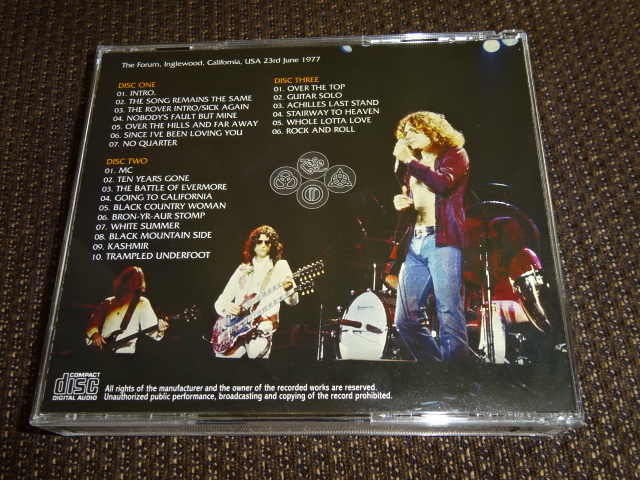 The Forum, Inglewood, California, USA 23rd June 1977
DISC ONE
01. INTRO.
02. THE SONG REMAINS THE SAME
03. THE ROVER INTRO/SICK AGAIN
04. NOBODY'S FAULT BUT MINE
05. OVER THE HILLS AND FAR AWAY
06. SINCE I'VE BEEN LOVING YOU
07. NO QUARTER
DISC TWO
01. MC
02. TEN YEARS GONE
03. THE BATTLE OF EVERMORE
04. GOING TO CALIFORNIA
05. BLACK COUNTRY WOMAN
06. BRON-YR-AUR STOMP
07. WHITE SUMMER
08. BLACK MOUNTAIN SIDE
09. KASHMIR
10. TRAMPLED UNDERFOOT
DISC THREE
01. OVER THE TOP
02. GUITAR SOLO
03. ACHILLES LAST STAND
04. STAIRWAY TO HEAVEN
05. WHOLE LOTTA LOVE
06. ROCK AND ROLL
COMPACT
disc
DIGITAL AUDIO
All rights of the manufacturer and the owner of the recorded works are reserved.
Unauthorized public performance, broadcasting and copying of the record prohibited.